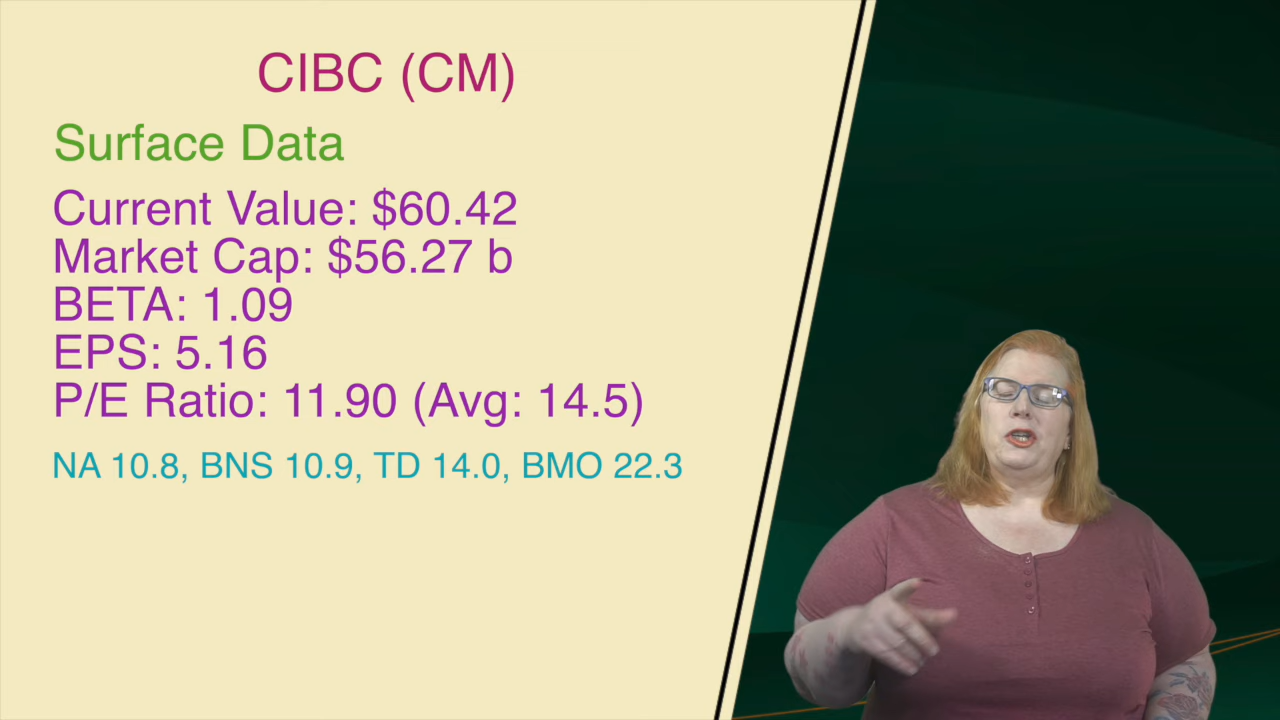 CIBC (CM)
Surface Data
Current Value: $60.42
Market Cap: $56.27 b
BETA: 1.09
EPS: 5.16
P/E Ratio: 11.90 (Avg: 14.5)
NA 10.8, BNS 10.9, TD 14.0, BMO 22.3